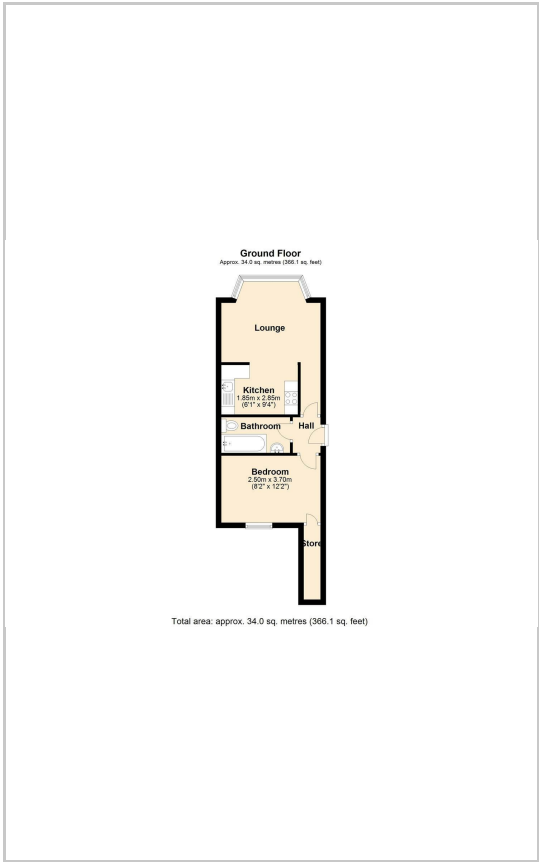 Ground Floor
Approx. 34.0 sq. metres (366.1 sq. feet)
Lounge
Kitchen
1.85m x 2.85m
(6'1" x 9'4")
Bathroom
Hall
Bedroom
2.50m x 3.70m
(8'2" x 12'2")
Store
Total area: approx. 34.0 sq. metres (366.1 sq. feet)